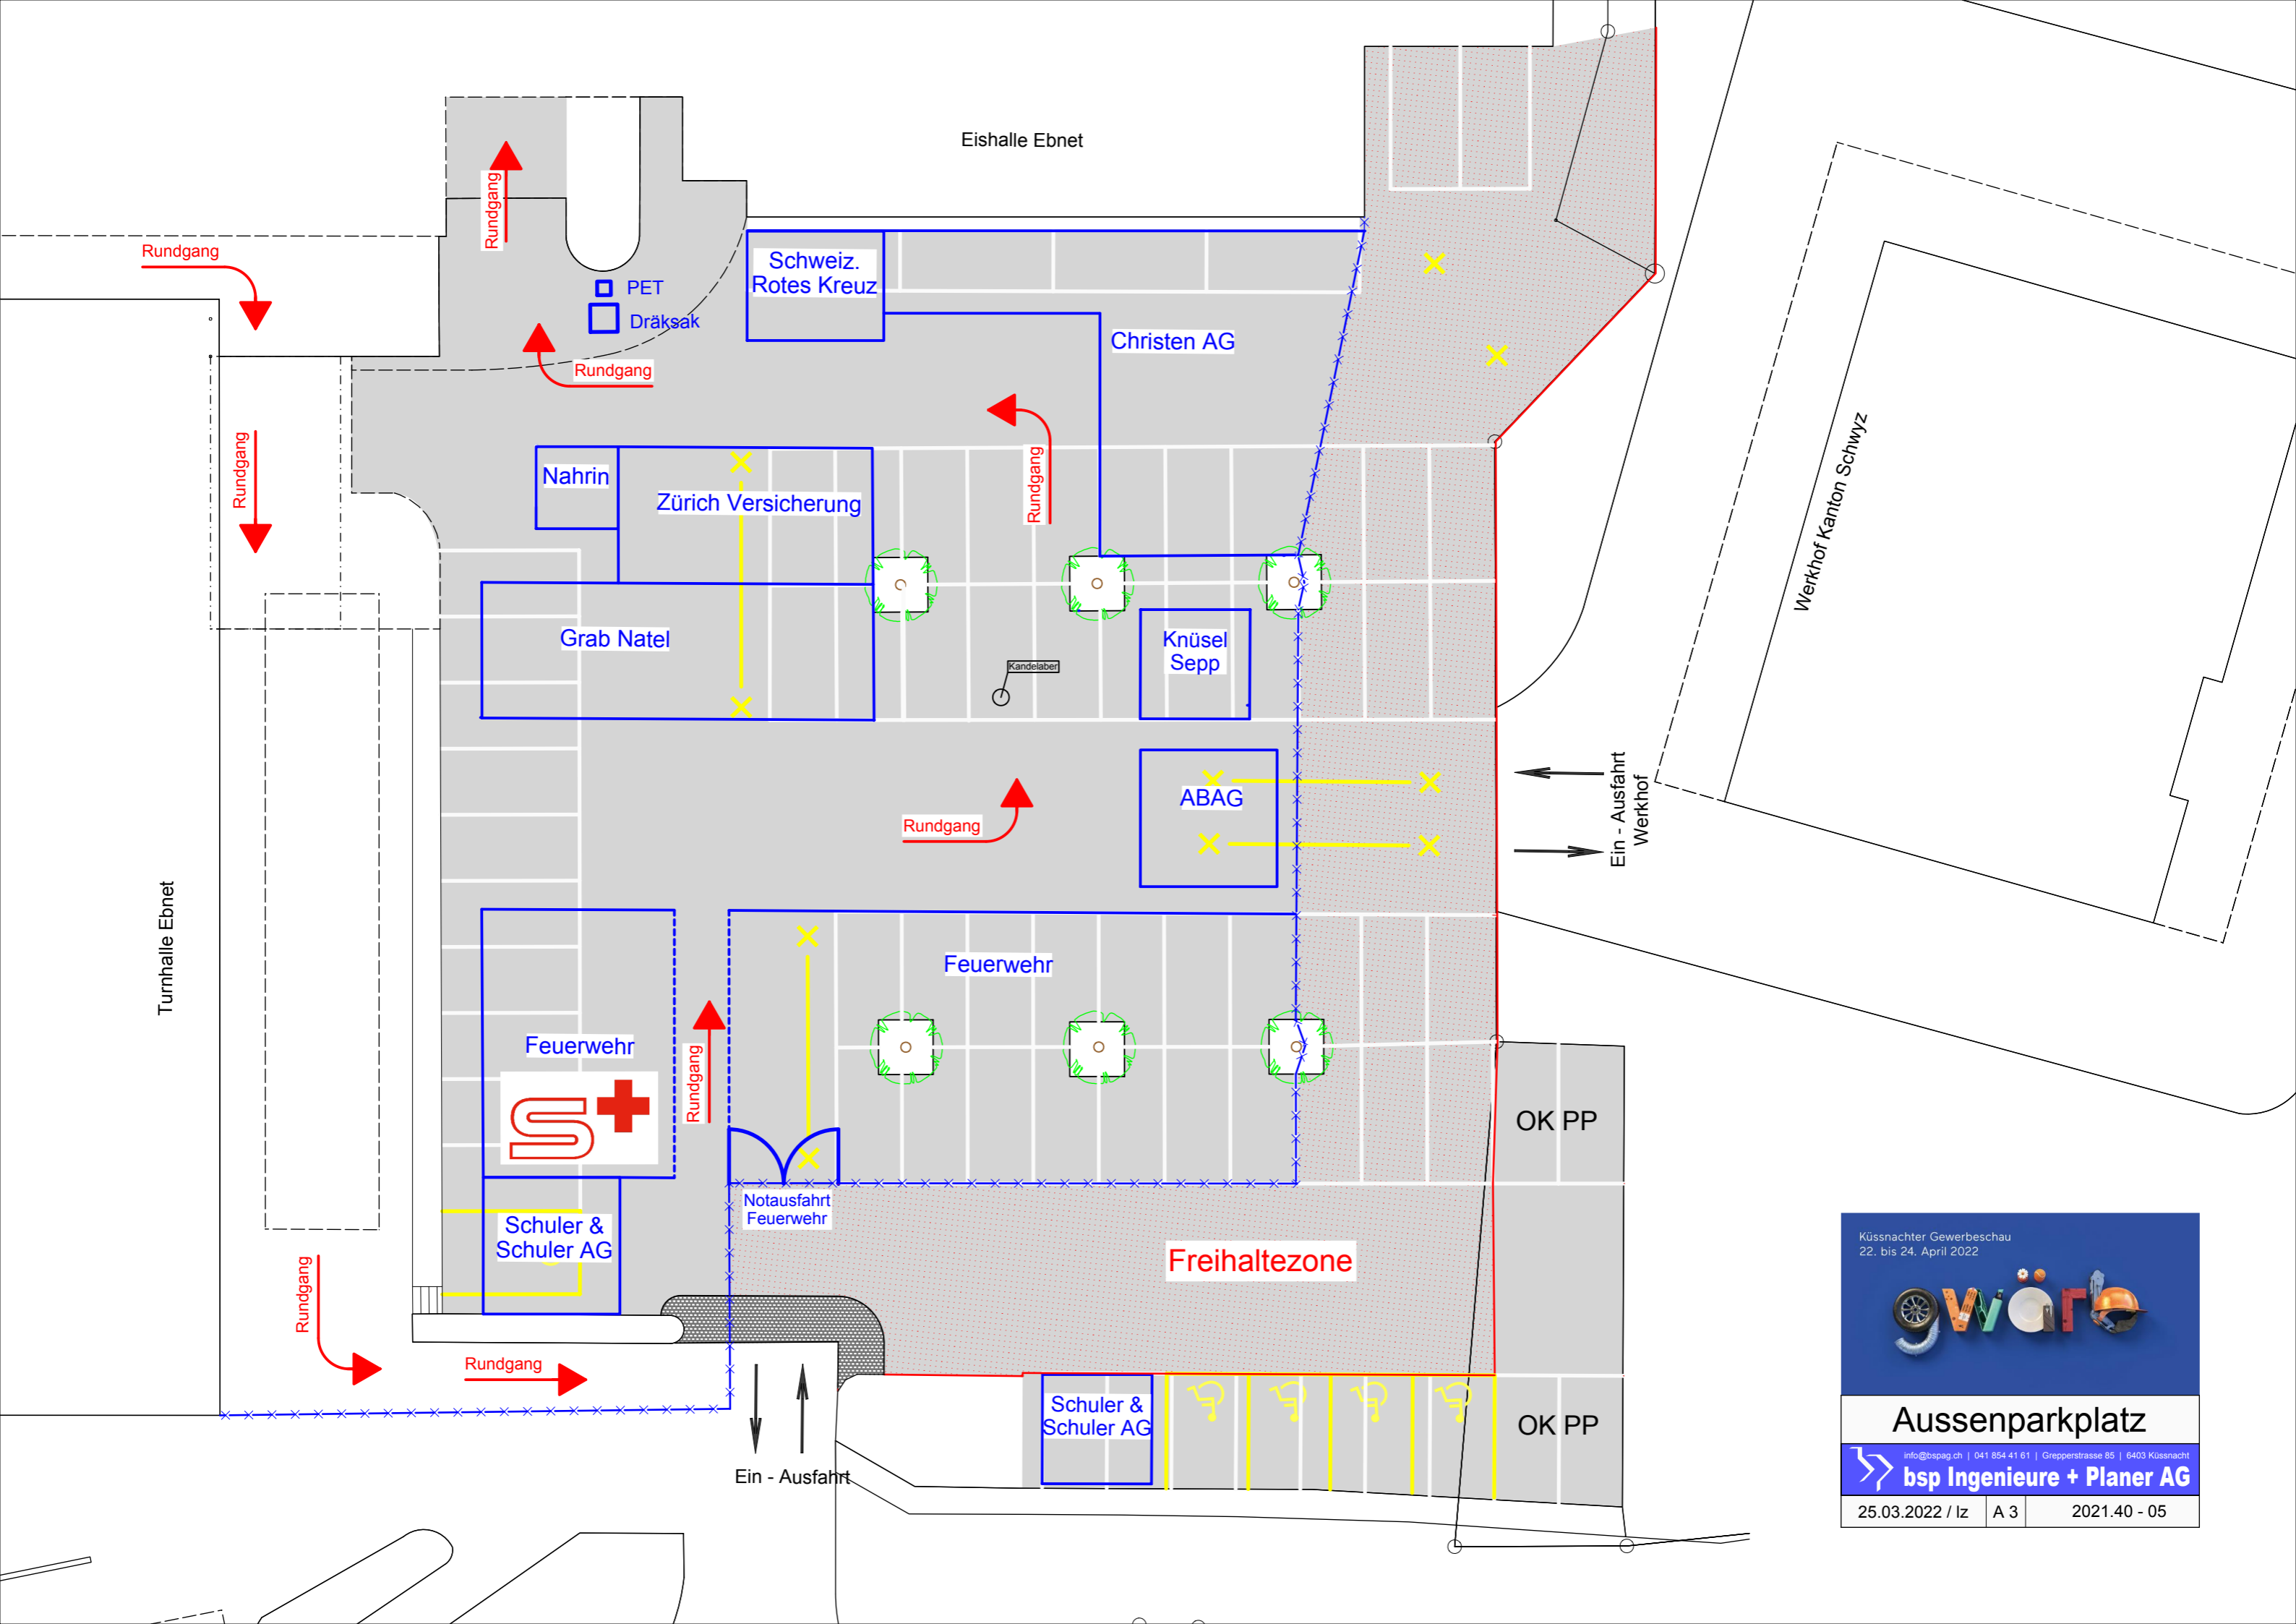 Eishalle Ebnet
Rundgang
Rundgang
PET
Dräksak
Schweiz.
Rotes Kreuz
Christen AG
Rundgang
Rundgang
Rundgang
Nahrin
Zürich Versicherung
Werkhof Kanton Schwyz
Grab Natel
Knüsel
Sepp
Kandelaber
Rundgang
ABAG
Ein - Ausfahrt
Werkhof
Turnhalle Ebnet
Feuerwehr
Feuerwehr
S+
Rundgang
OK PP
Notausfahrt
Feuerwehr
Schuler &
Schuler AG
Freihaltezone
Rundgang
Rundgang
Schuler &
Schuler AG
OK PP
Ein - Ausfahrt
Küssnachter Gewerbeschau
22. bis 24. April 2022
gwärb
Aussenparkplatz
info@bspag.ch | 041 854 41 61 | Grepperstrasse 85 | 6403 Küssnacht
bsp Ingenieure + Planer AG
25.03.2022 / lz
A 3
2021.40 - 05